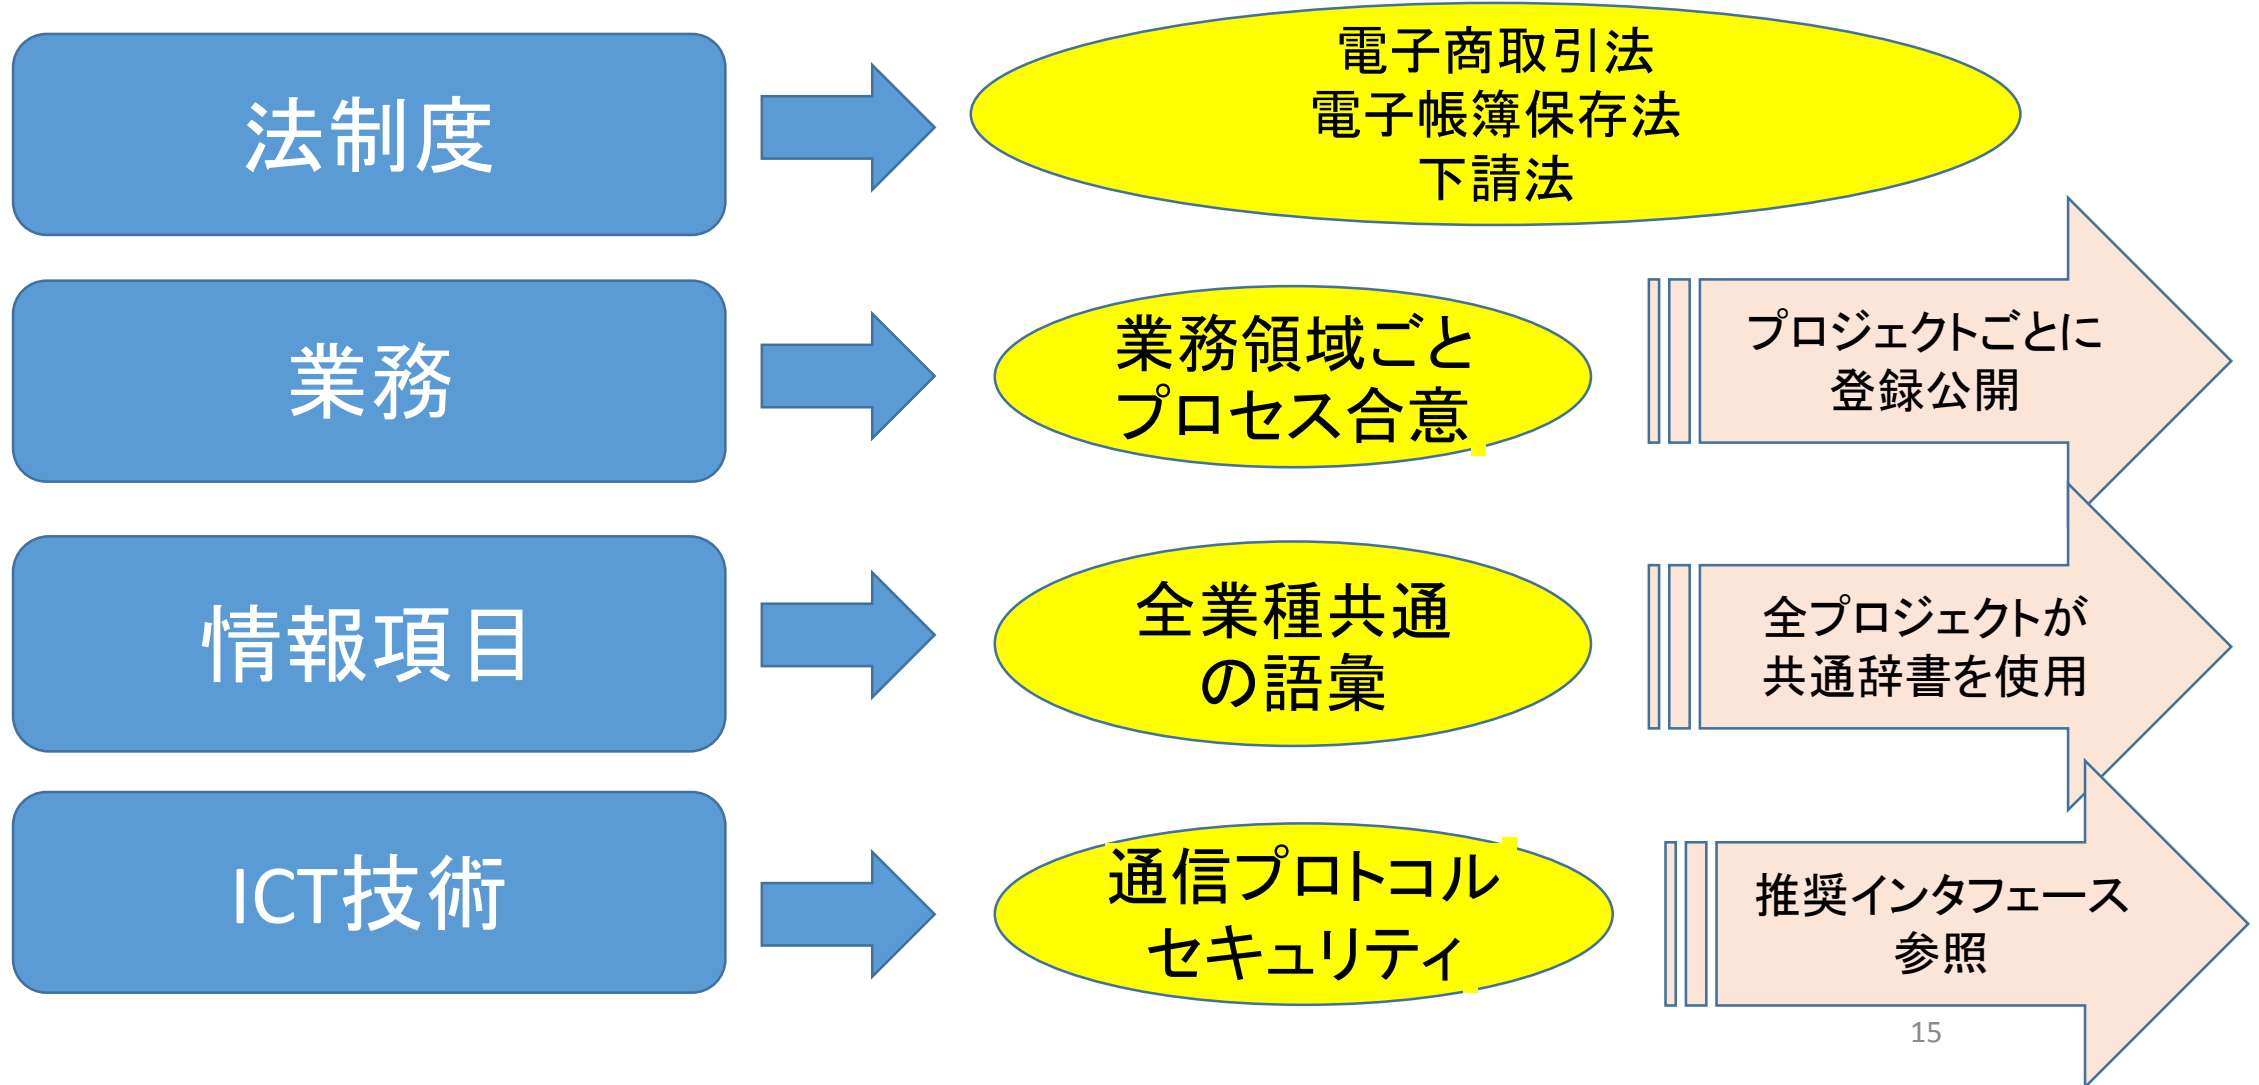 法制度
電子商取引法
電子帳簿保存法
下請法
業務
業務領域ごと
プロセス合意
プロジェクトごとに
登録公開
情報項目
全業種共通
の語彙
全プロジェクトが
共通辞書を使用
ICT技術
通信プロトコル
セキュリティ
推奨インタフェース
参照
15